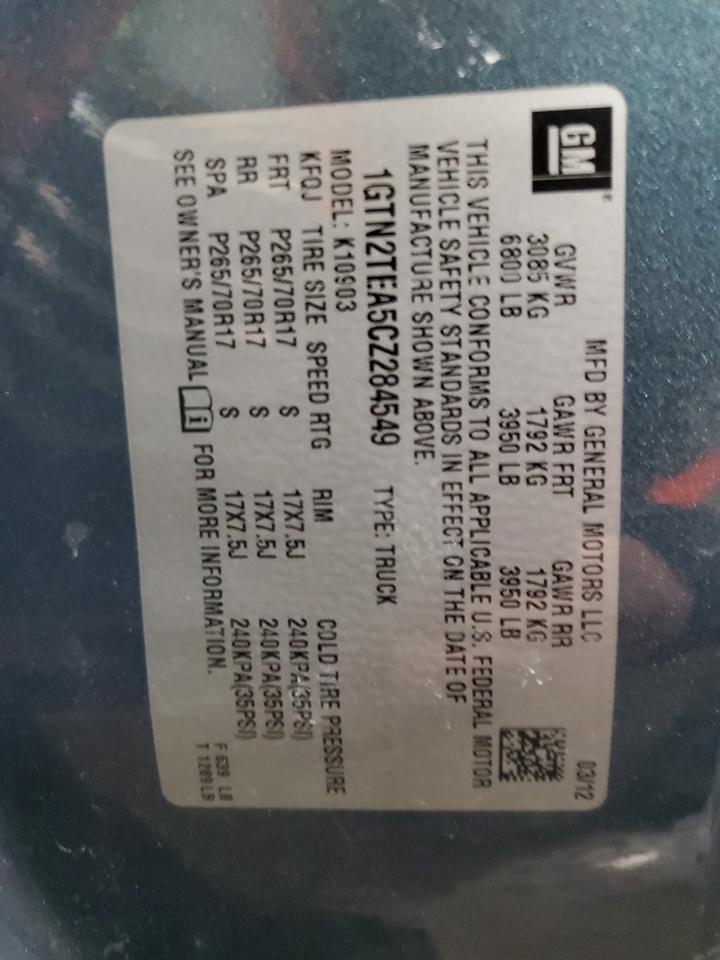 GM
MFD BY GENERAL MOTORS LLC 03/12
GVWR GAWR FRT GAWR RR
3085 KG 1792 KG 1792 KG
6800 LB 3950 LB 3950 LB
THIS VEHICLE CONFORMS TO ALL APPLICABLE U.S. FEDERAL MOTOR
VEHICLE SAFETY STANDARDS IN EFFECT ON THE DATE OF
MANUFACTURE SHOWN ABOVE.
1GTN2TEA5CZ284549 TYPE: TRUCK
MODEL: K10903
KFQJ TIRE SIZE SPEED RTG RIM COLD TIRE PRESSURE
FRT P265/70R17 S 17X7.5J 240KPA(35PSI)
RR P265/70R17 S 17X7.5J 240KPA(35PSI)
SPA P265/70R17 S 17X7.5J 240KPA(35PSI)
SEE OWNER'S MANUAL i FOR MORE INFORMATION.
F 639 LB
T 1289 LB